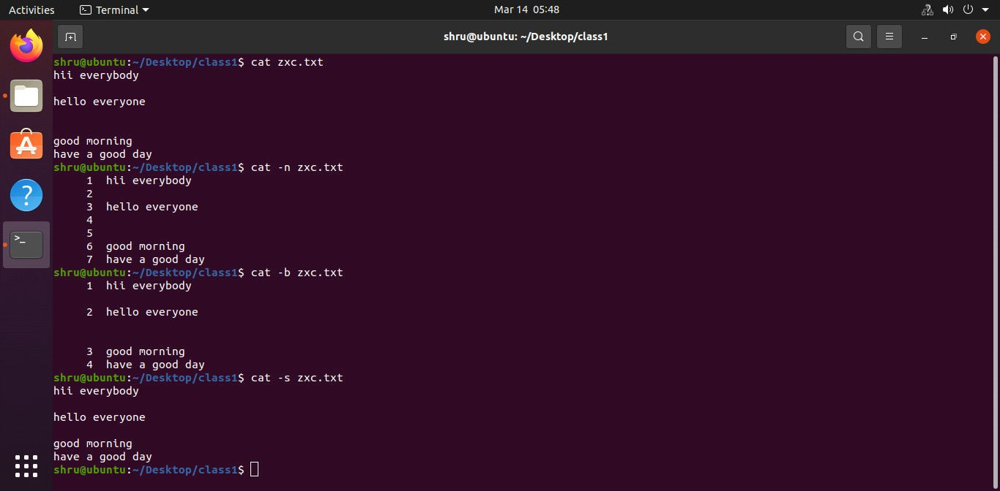 Activities Terminal Mar 14 05:48
shru@ubuntu: ~/Desktop/class1
shru@ubuntu:~/Desktop/class1$ cat zxc.txt
hii everybody
hello everyone
good morning
have a good day
shru@ubuntu:~/Desktop/class1$ cat -n zxc.txt
1 hii everybody
2
3 hello everyone
4
5
6 good morning
7 have a good day
shru@ubuntu:~/Desktop/class1$ cat -b zxc.txt
1 hii everybody
2 hello everyone
3 good morning
4 have a good day
shru@ubuntu:~/Desktop/class1$ cat -s zxc.txt
hii everybody
hello everyone
good morning
have a good day
shru@ubuntu:~/Desktop/class1$